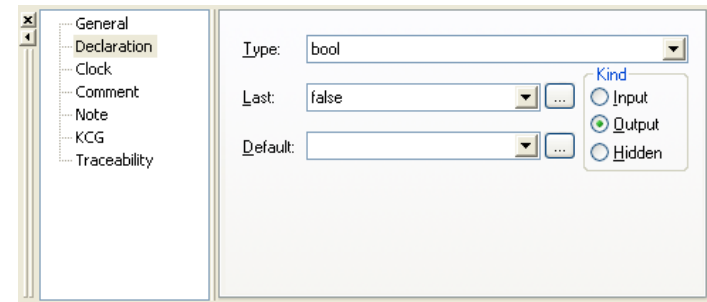 General
Declaration
Clock
Comment
Note
KCG
Traceability
Type: bool
Last: false ...
Default: ...
Kind
Input
Output
Hidden